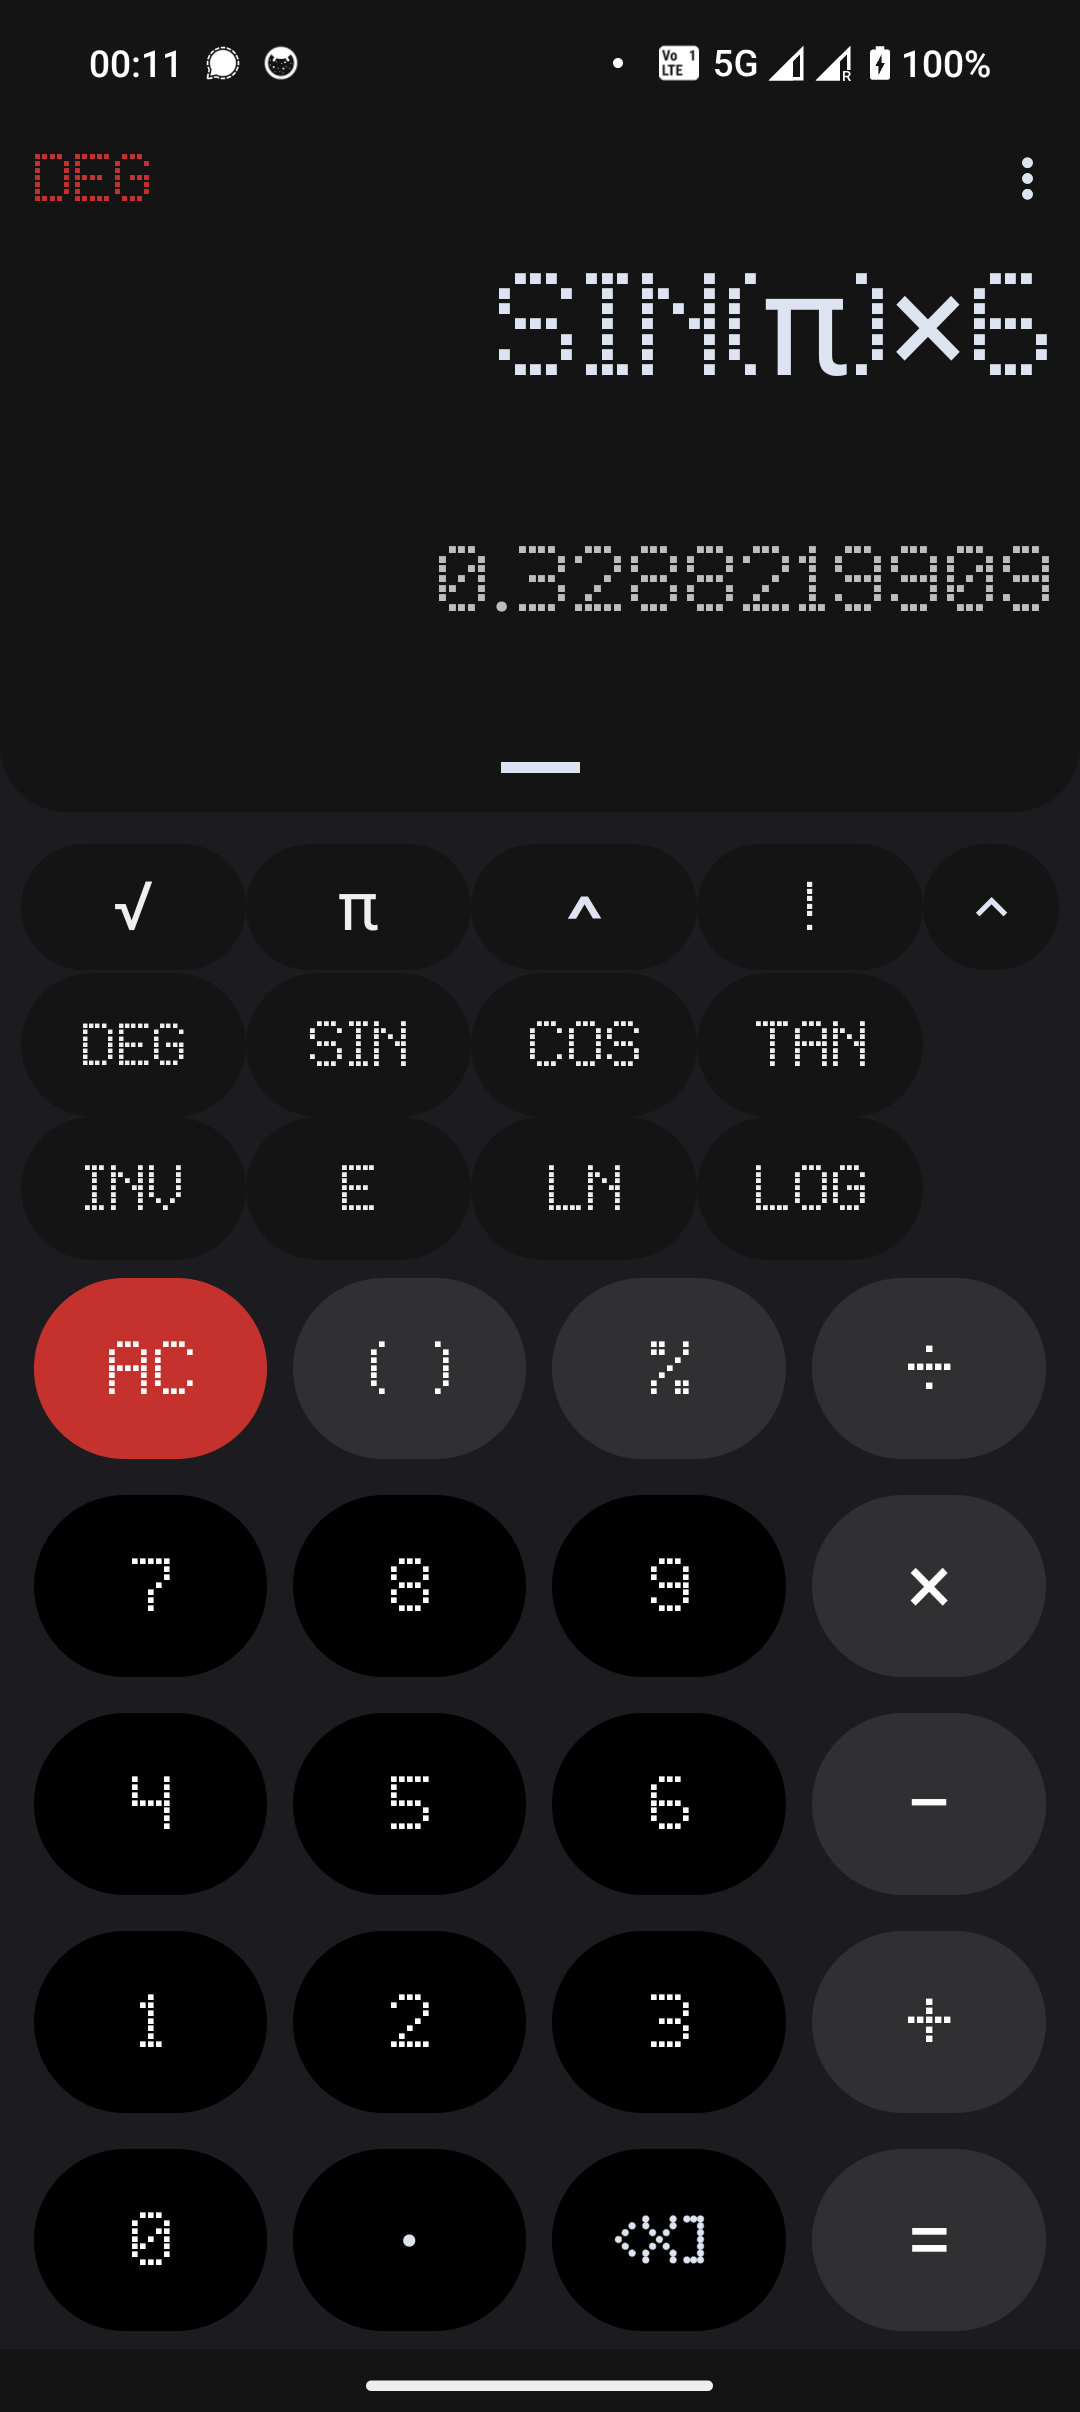 00:11 Vo 1 LTE 5G R 100%
DEG
SIN(π)×6
0.3288219909
√ π ^ !
DEG SIN COS TAN
INV E LN LOG
AC ( ) % ÷
7 8 9 ×
4 5 6 −
1 2 3 +
0 . =